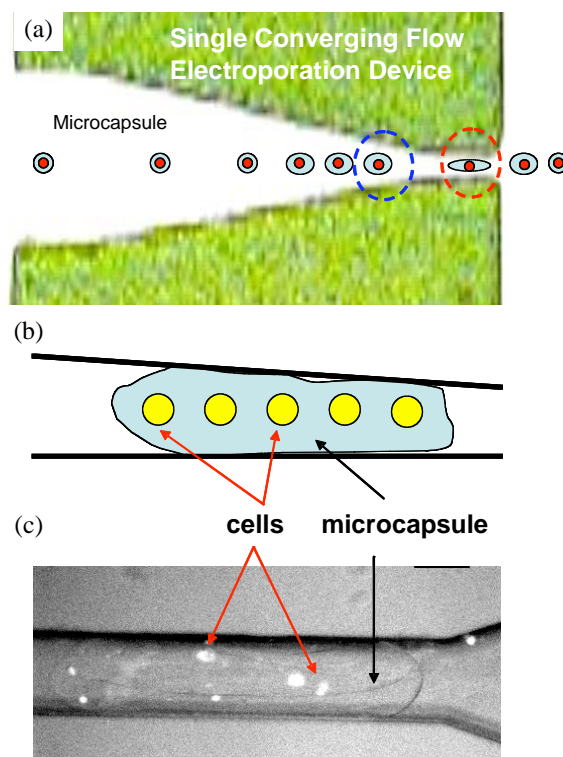 (a)
Single Converging Flow
Electroporation Device
Microcapsule
(b)
cells microcapsule
(c)